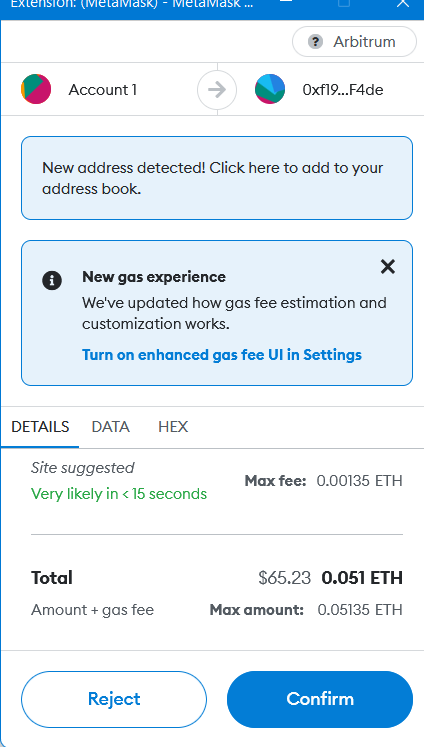 Extension: (MetaMask) - MetaMask ...
? Arbitrum
Account 1
0xf19...F4de
New address detected! Click here to add to your
address book.
New gas experience
We've updated how gas fee estimation and
customization works.
Turn on enhanced gas fee UI in Settings
DETAILS DATA HEX
Site suggested
Very likely in < 15 seconds
Max fee: 0.00135 ETH
Total $65.23 0.051 ETH
Amount + gas fee Max amount: 0.05135 ETH
Reject Confirm